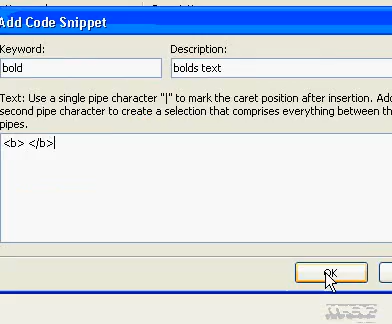 Add Code Snippet
Keyword:
Description:
bold
bolds text
Text: Use a single pipe character "|" to mark the caret position after insertion. Add
second pipe character to create a selection that comprises everything between the
pipes.
<b> </b>
OK